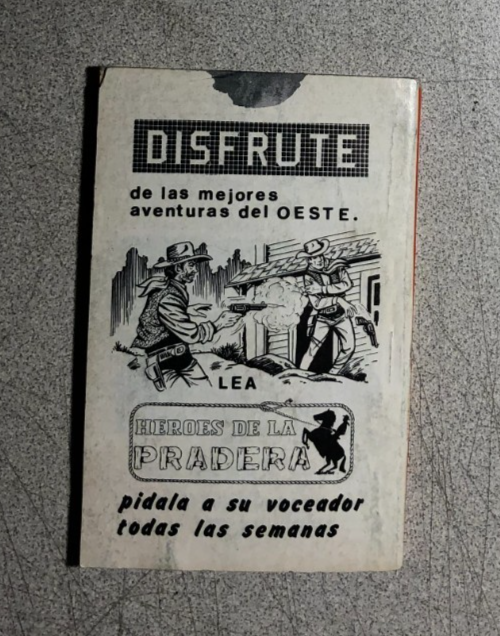 DISFRUTE
de las mejores
aventuras del OESTE.
LEA
HEROES DE LA
PRADERA
pidala a su voceador
todas las semanas